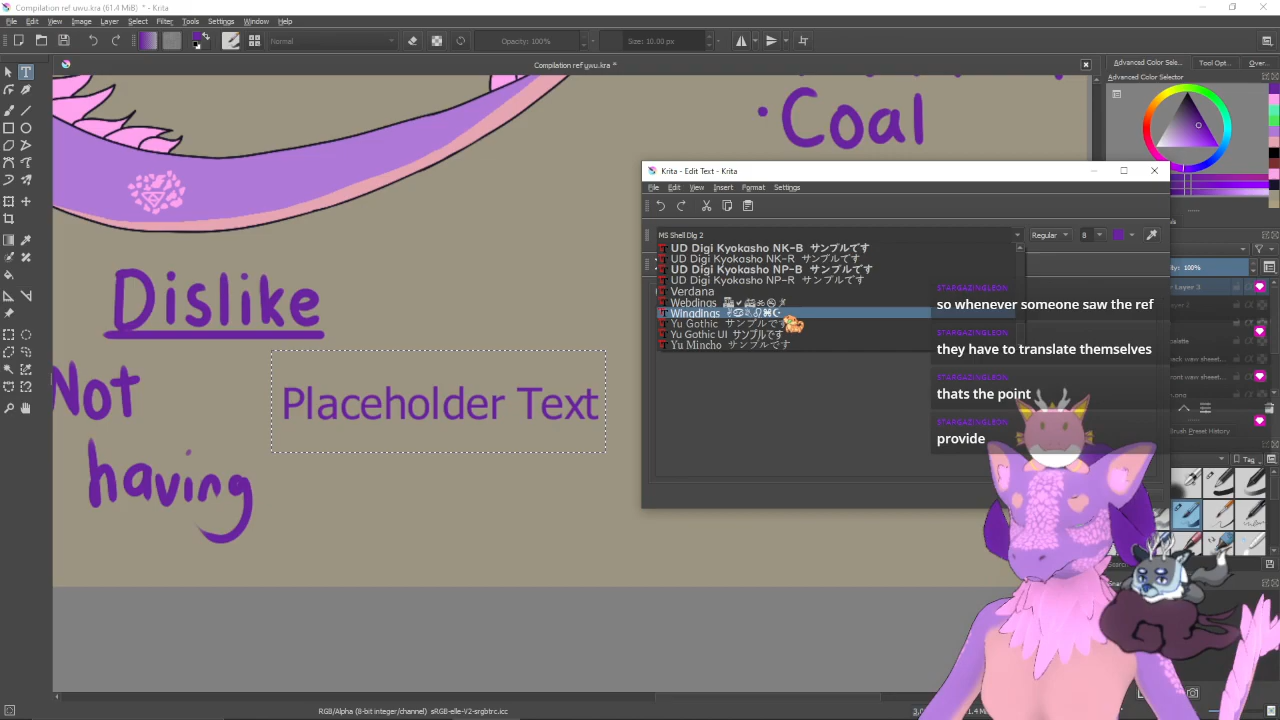 Compilation ref uwu.kra (61.4 MiB) * - Krita
File Edit View Image Layer Select Filter Tools Settings Window Help
Normal Opacity: 100% Size: 10.00 px
Compilation ref uwu.kra *
Advanced Color Sele... Tool Opt... Over...
Advanced Color Selector
• Coal
Krita - Edit Text - Krita
File Edit View Insert Format Settings
MS Shell Dlg 2 Regular 8
UD Digi Kyokasho NK-B サンプルです
UD Digi Kyokasho NK-R サンプルです
UD Digi Kyokasho NP-B サンプルです
UD Digi Kyokasho NP-R サンプルです
Verdana
Webdings
Wingdings
Yu Gothic サンプルです
Yu Gothic UI サンプルです
Yu Mincho サンプルです
STARGAZINGLEON
so whenever someone saw the ref
STARGAZINGLEON
they have to translate themselves
STARGAZINGLEON
thats the point
STARGAZINGLEON
provide
Dislike
Not
having
Placeholder Text
100%
Brush Preset History
Tag
RGB/Alpha (8-bit integer/channel) sRGB-elle-V2-srgbtrc.icc